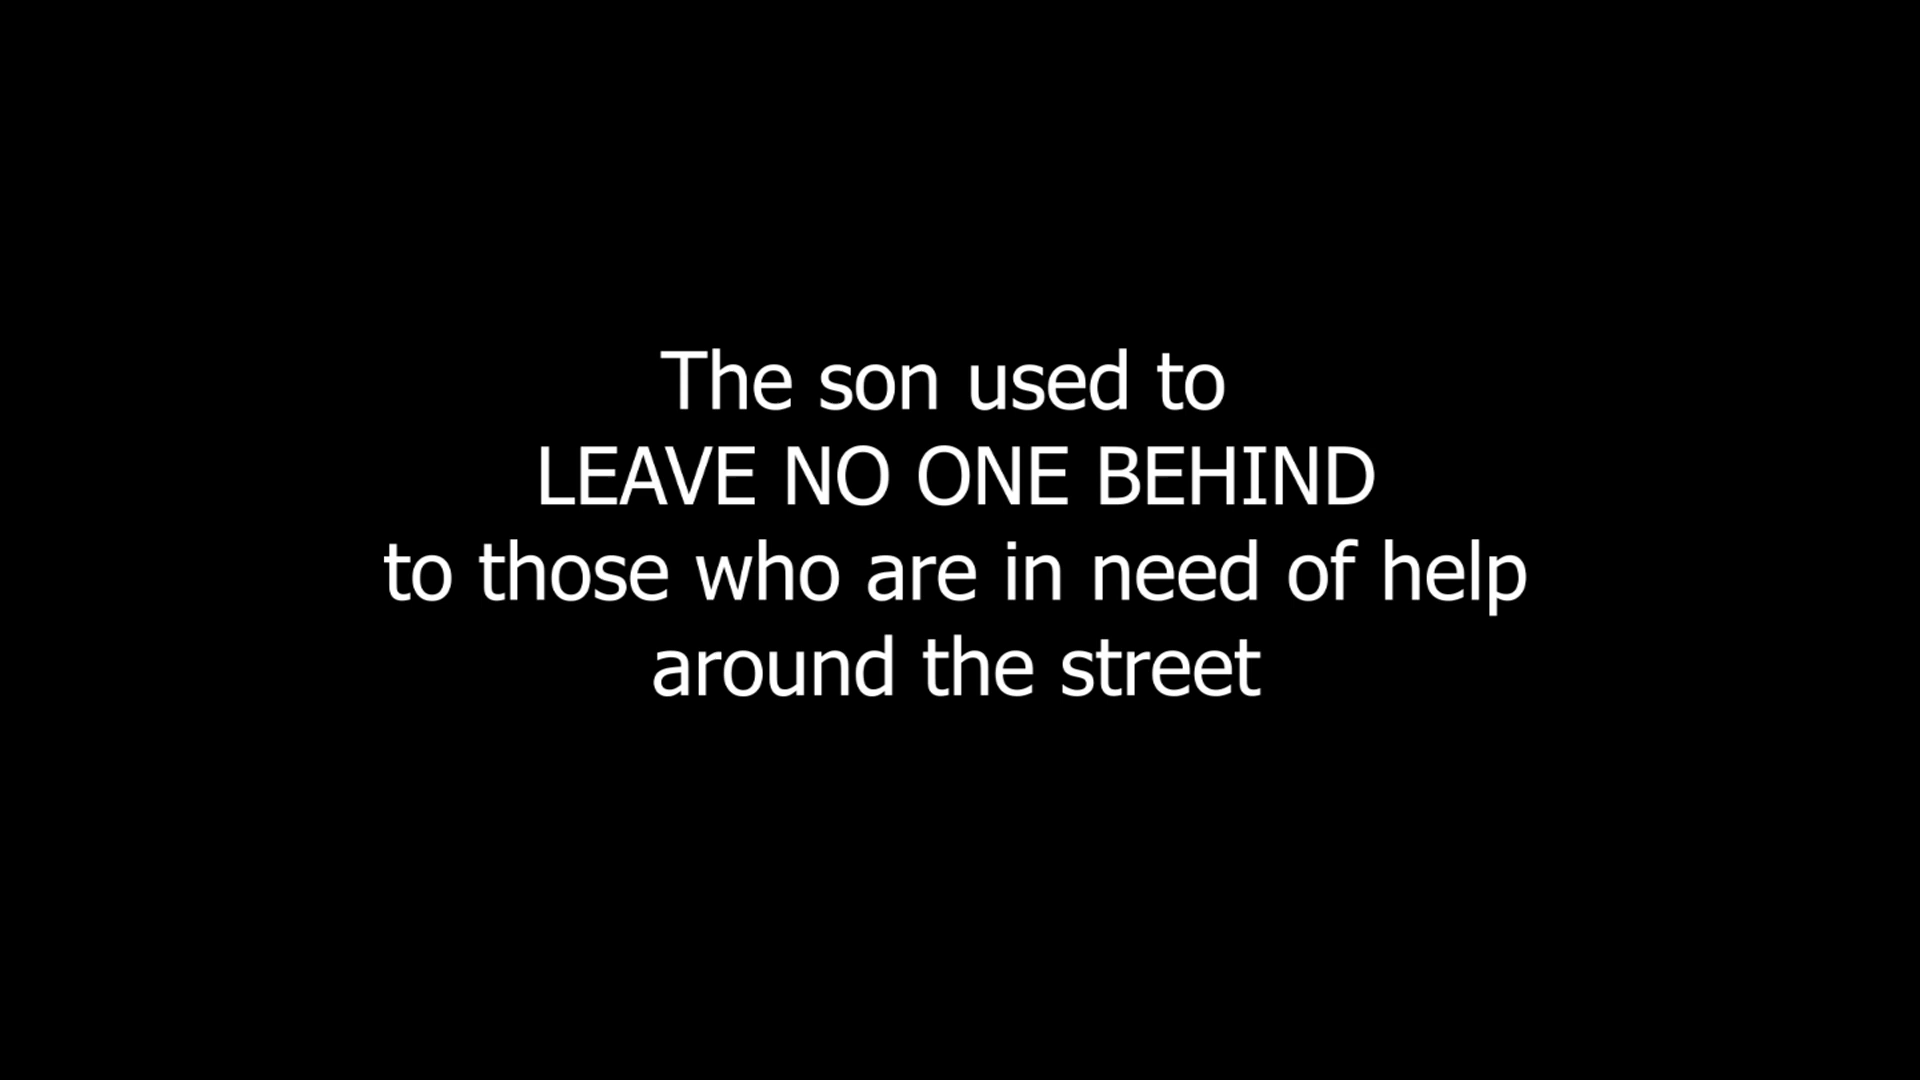 The son used to
LEAVE NO ONE BEHIND
to those who are in need of help
around the street